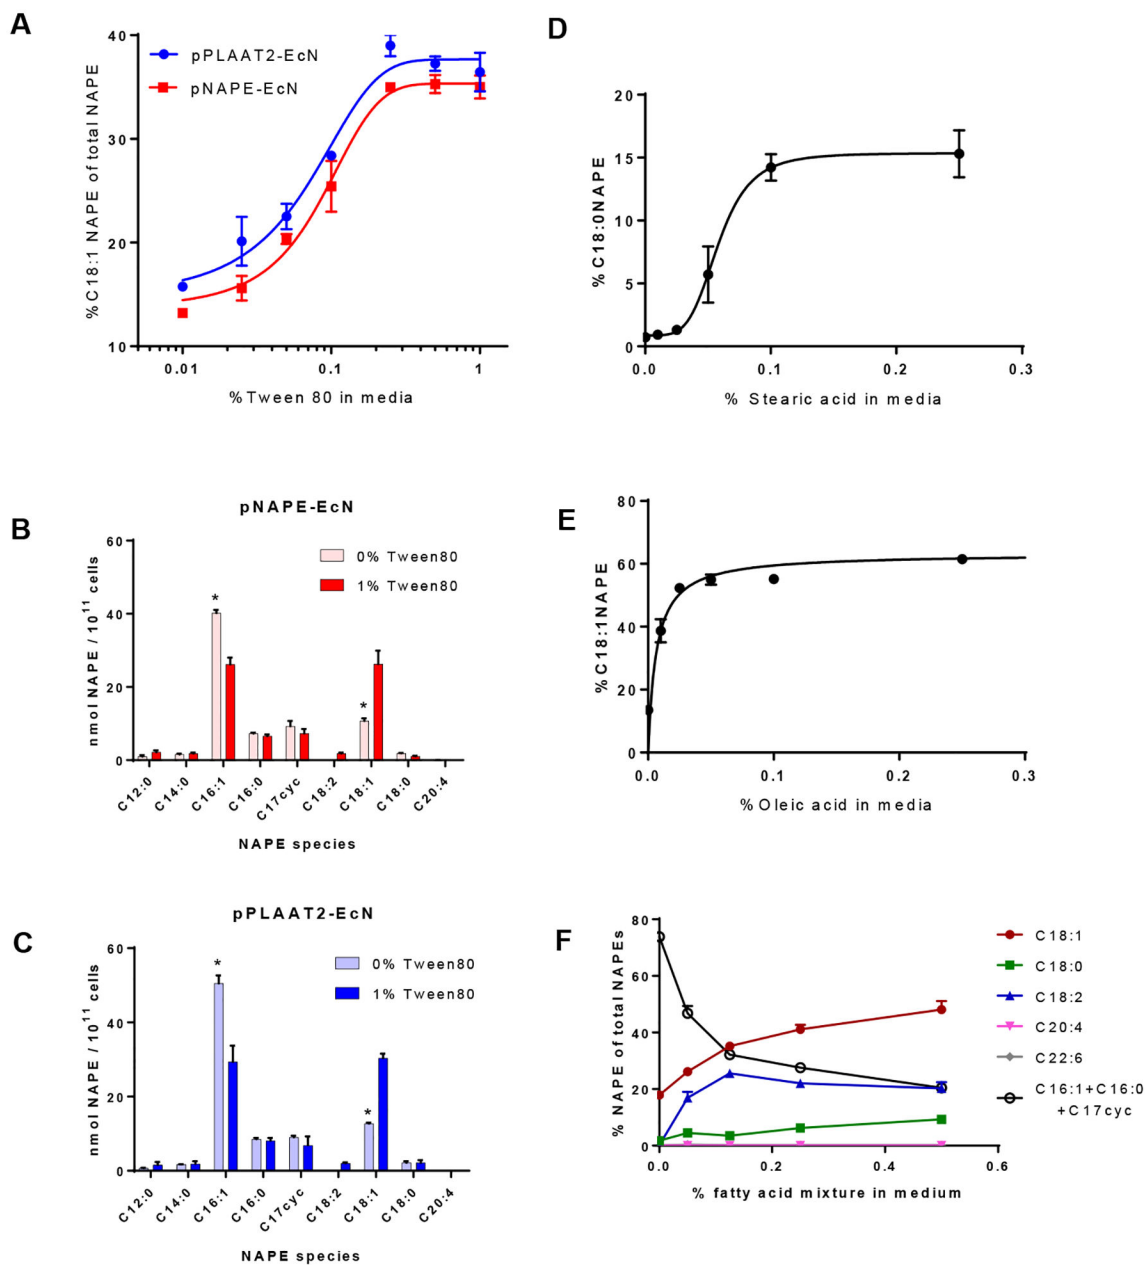 A
%C18:1 NAPE of total NAPE
40
30
20
10
pPLAAT2-EcN
pNAPE-EcN
0.01
0.1
1
%Tween 80 in media
D
% C18:0NAPE
20
15
10
5
0
0.0
0.1
0.2
0.3
% Stearic acid in media
B
pNAPE-EcN
nmol NAPE / 10¹¹ cells
60
40
20
0
0% Tween80
1% Tween80
*
*
C12:0
C14:0
C16:1
C16:0
C17cyc
C18:2
C18:1
C18:0
C20:4
NAPE species
E
%C18:1NAPE
80
60
40
20
0
0.0
0.1
0.2
0.3
%Oleic acid in media
C
pPLAAT2-EcN
nmol NAPE / 10¹¹ cells
60
40
20
0
0% Tween80
1% Tween80
*
*
C12:0
C14:0
C16:1
C16:0
C17cyc
C18:2
C18:1
C18:0
C20:4
NAPE species
F
% NAPE of total NAPEs
80
60
40
20
0
0.0
0.2
0.4
0.6
% fatty acid mixture in medium
C18:1
C18:0
C18:2
C20:4
C22:6
C16:1+C16:0
+C17cyc